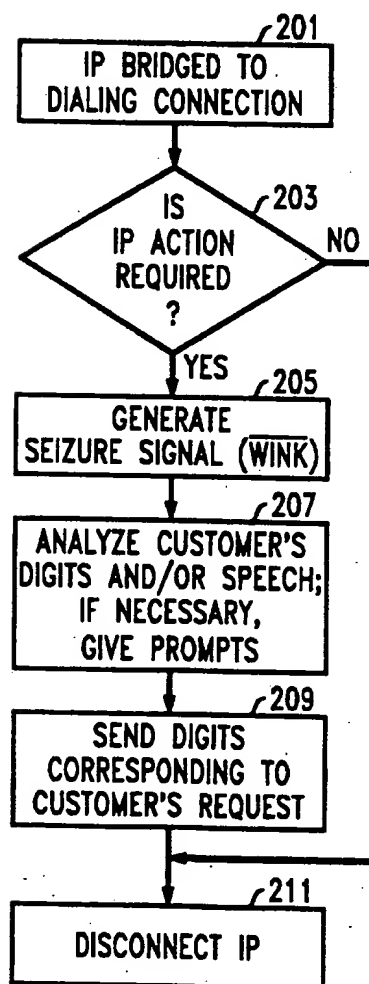 201
IP BRIDGED TO
DIALING CONNECTION
203
IS
IP ACTION
REQUIRED
?
NO
YES
205
GENERATE
SEIZURE SIGNAL (WINK)
207
ANALYZE CUSTOMER'S
DIGITS AND/OR SPEECH;
IF NECESSARY,
GIVE PROMPTS
209
SEND DIGITS
CORRESPONDING TO
CUSTOMER'S REQUEST
211
DISCONNECT IP